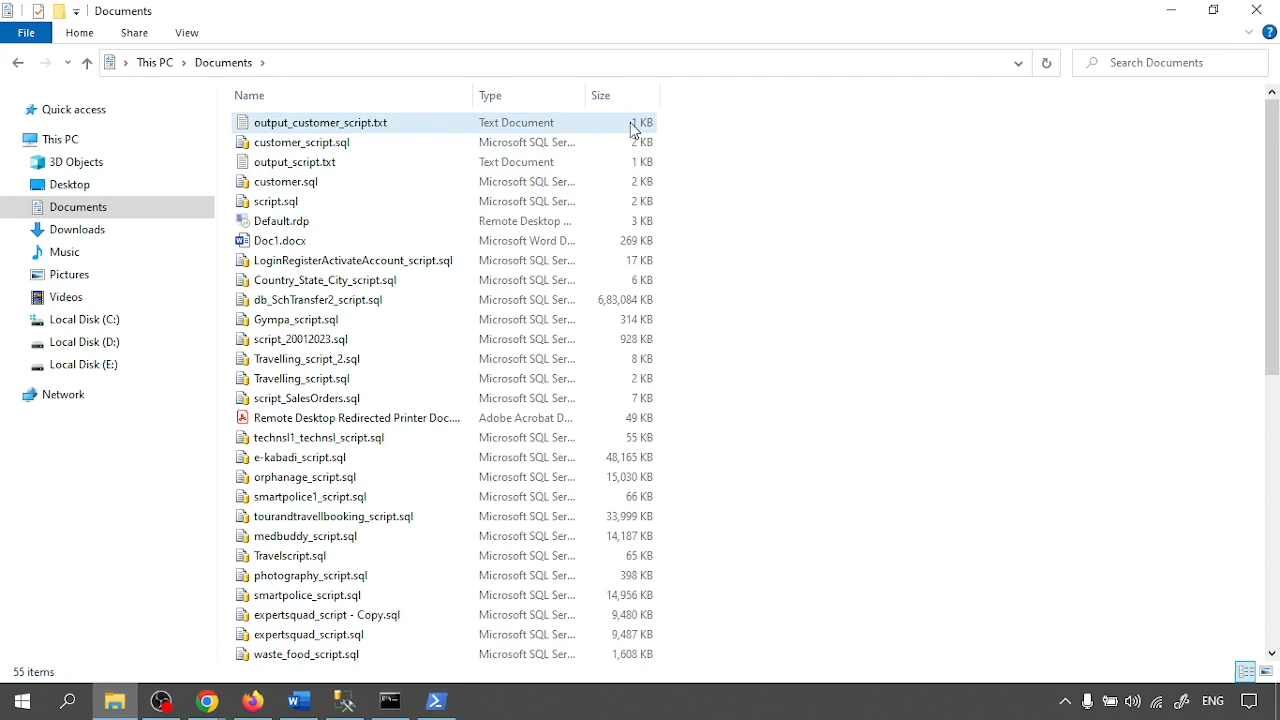 Documents
File Home Share View
This PC Documents Search Documents
Name Type Size
Quick access
This PC
3D Objects
Desktop
Documents
Downloads
Music
Pictures
Videos
Local Disk (C:)
Local Disk (D:)
Local Disk (E:)
Network
output_customer_script.txt Text Document 1 KB
customer_script.sql Microsoft SQL Ser... 2 KB
output_script.txt Text Document 1 KB
customer.sql Microsoft SQL Ser... 2 KB
script.sql Microsoft SQL Ser... 2 KB
Default.rdp Remote Desktop ... 3 KB
Doc1.docx Microsoft Word D... 269 KB
LoginRegisterActivateAccount_script.sql Microsoft SQL Ser... 17 KB
Country_State_City_script.sql Microsoft SQL Ser... 6 KB
db_SchTransfer2_script.sql Microsoft SQL Ser... 6,83,084 KB
Gympa_script.sql Microsoft SQL Ser... 314 KB
script_20012023.sql Microsoft SQL Ser... 928 KB
Travelling_script_2.sql Microsoft SQL Ser... 8 KB
Travelling_script.sql Microsoft SQL Ser... 2 KB
script_SalesOrders.sql Microsoft SQL Ser... 7 KB
Remote Desktop Redirected Printer Doc.... Adobe Acrobat D... 49 KB
technsl1_technsl_script.sql Microsoft SQL Ser... 55 KB
e-kabadi_script.sql Microsoft SQL Ser... 48,165 KB
orphanage_script.sql Microsoft SQL Ser... 15,030 KB
smartpolice1_script.sql Microsoft SQL Ser... 66 KB
tourandtravellbooking_script.sql Microsoft SQL Ser... 33,999 KB
medbuddy_script.sql Microsoft SQL Ser... 14,187 KB
Travelscript.sql Microsoft SQL Ser... 65 KB
photography_script.sql Microsoft SQL Ser... 398 KB
smartpolice_script.sql Microsoft SQL Ser... 14,956 KB
expertsquad_script - Copy.sql Microsoft SQL Ser... 9,480 KB
expertsquad_script.sql Microsoft SQL Ser... 9,487 KB
waste_food_script.sql Microsoft SQL Ser... 1,608 KB
55 items
ENG